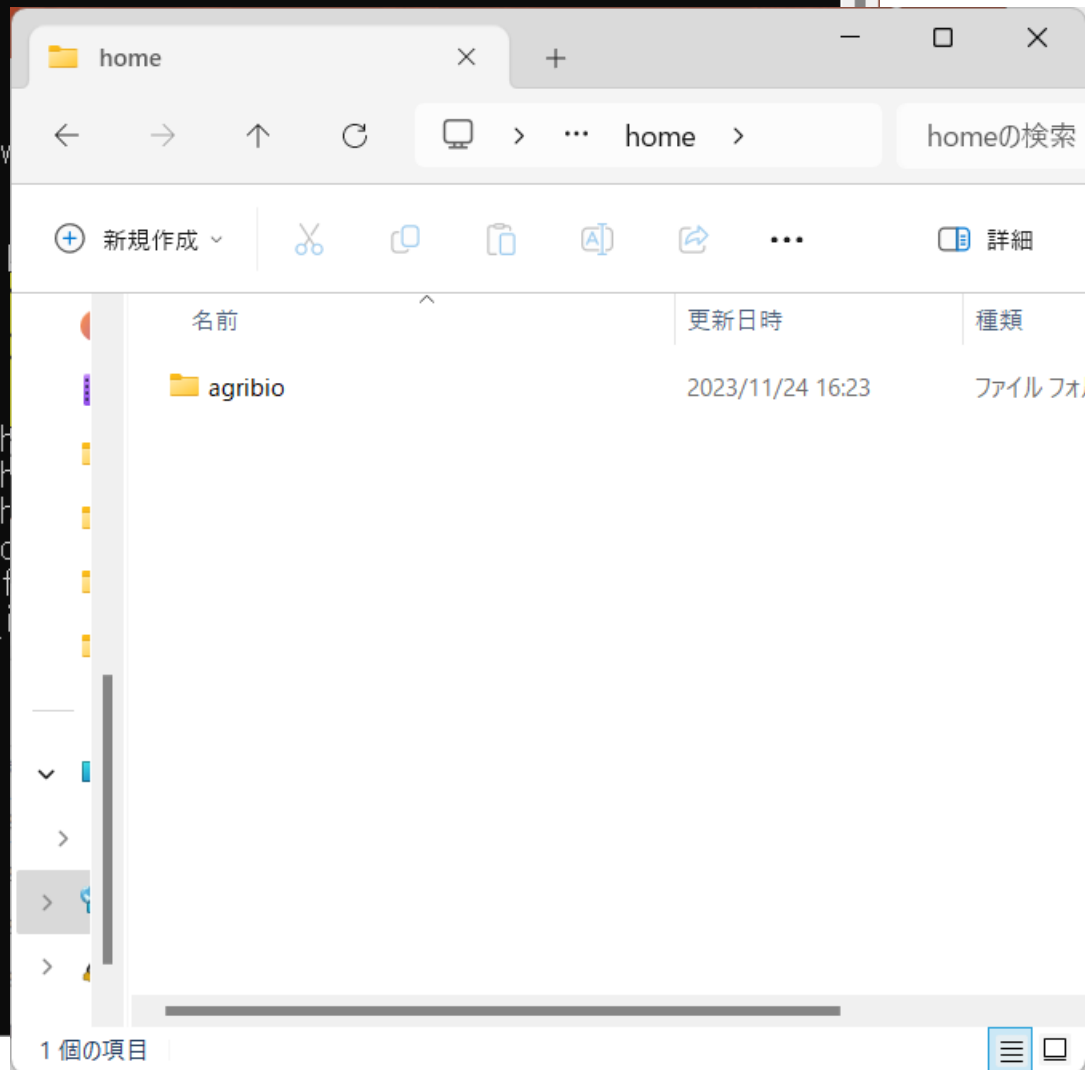 home
home
homeの検索
新規作成
詳細
名前
更新日時
種類
agribio
2023/11/24 16:23
ファイル フォ
1 個の項目